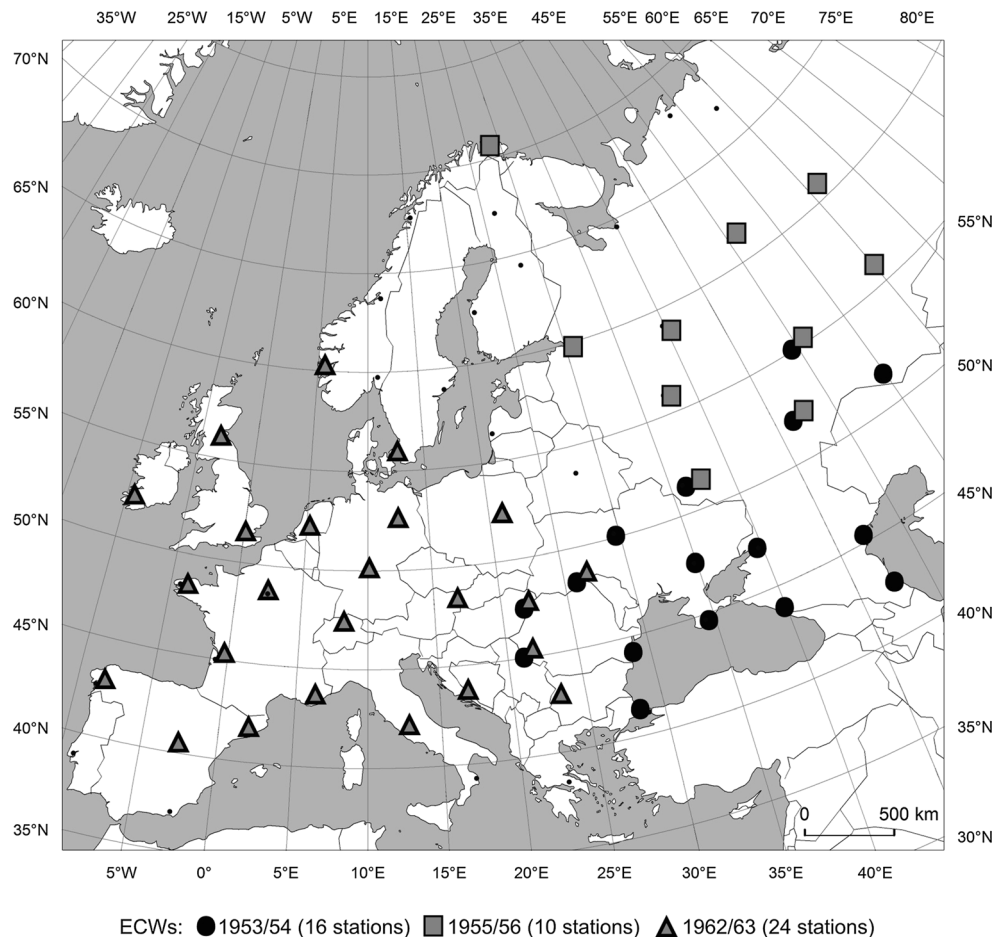 35°W 25°W 15°W 5°W 5°E 15°E 25°E 35°E 45°E 55°E 60°E 65°E 70°E 75°E 80°E
70°N
65°N
55°N
60°N
50°N
55°N
45°N
50°N
45°N
40°N
40°N
35°N
0 500 km
35°N
30°N
5°W 0° 5°E 10°E 15°E 20°E 25°E 30°E 35°E 40°E
ECWs: 1953/54 (16 stations) 1955/56 (10 stations) 1962/63 (24 stations)